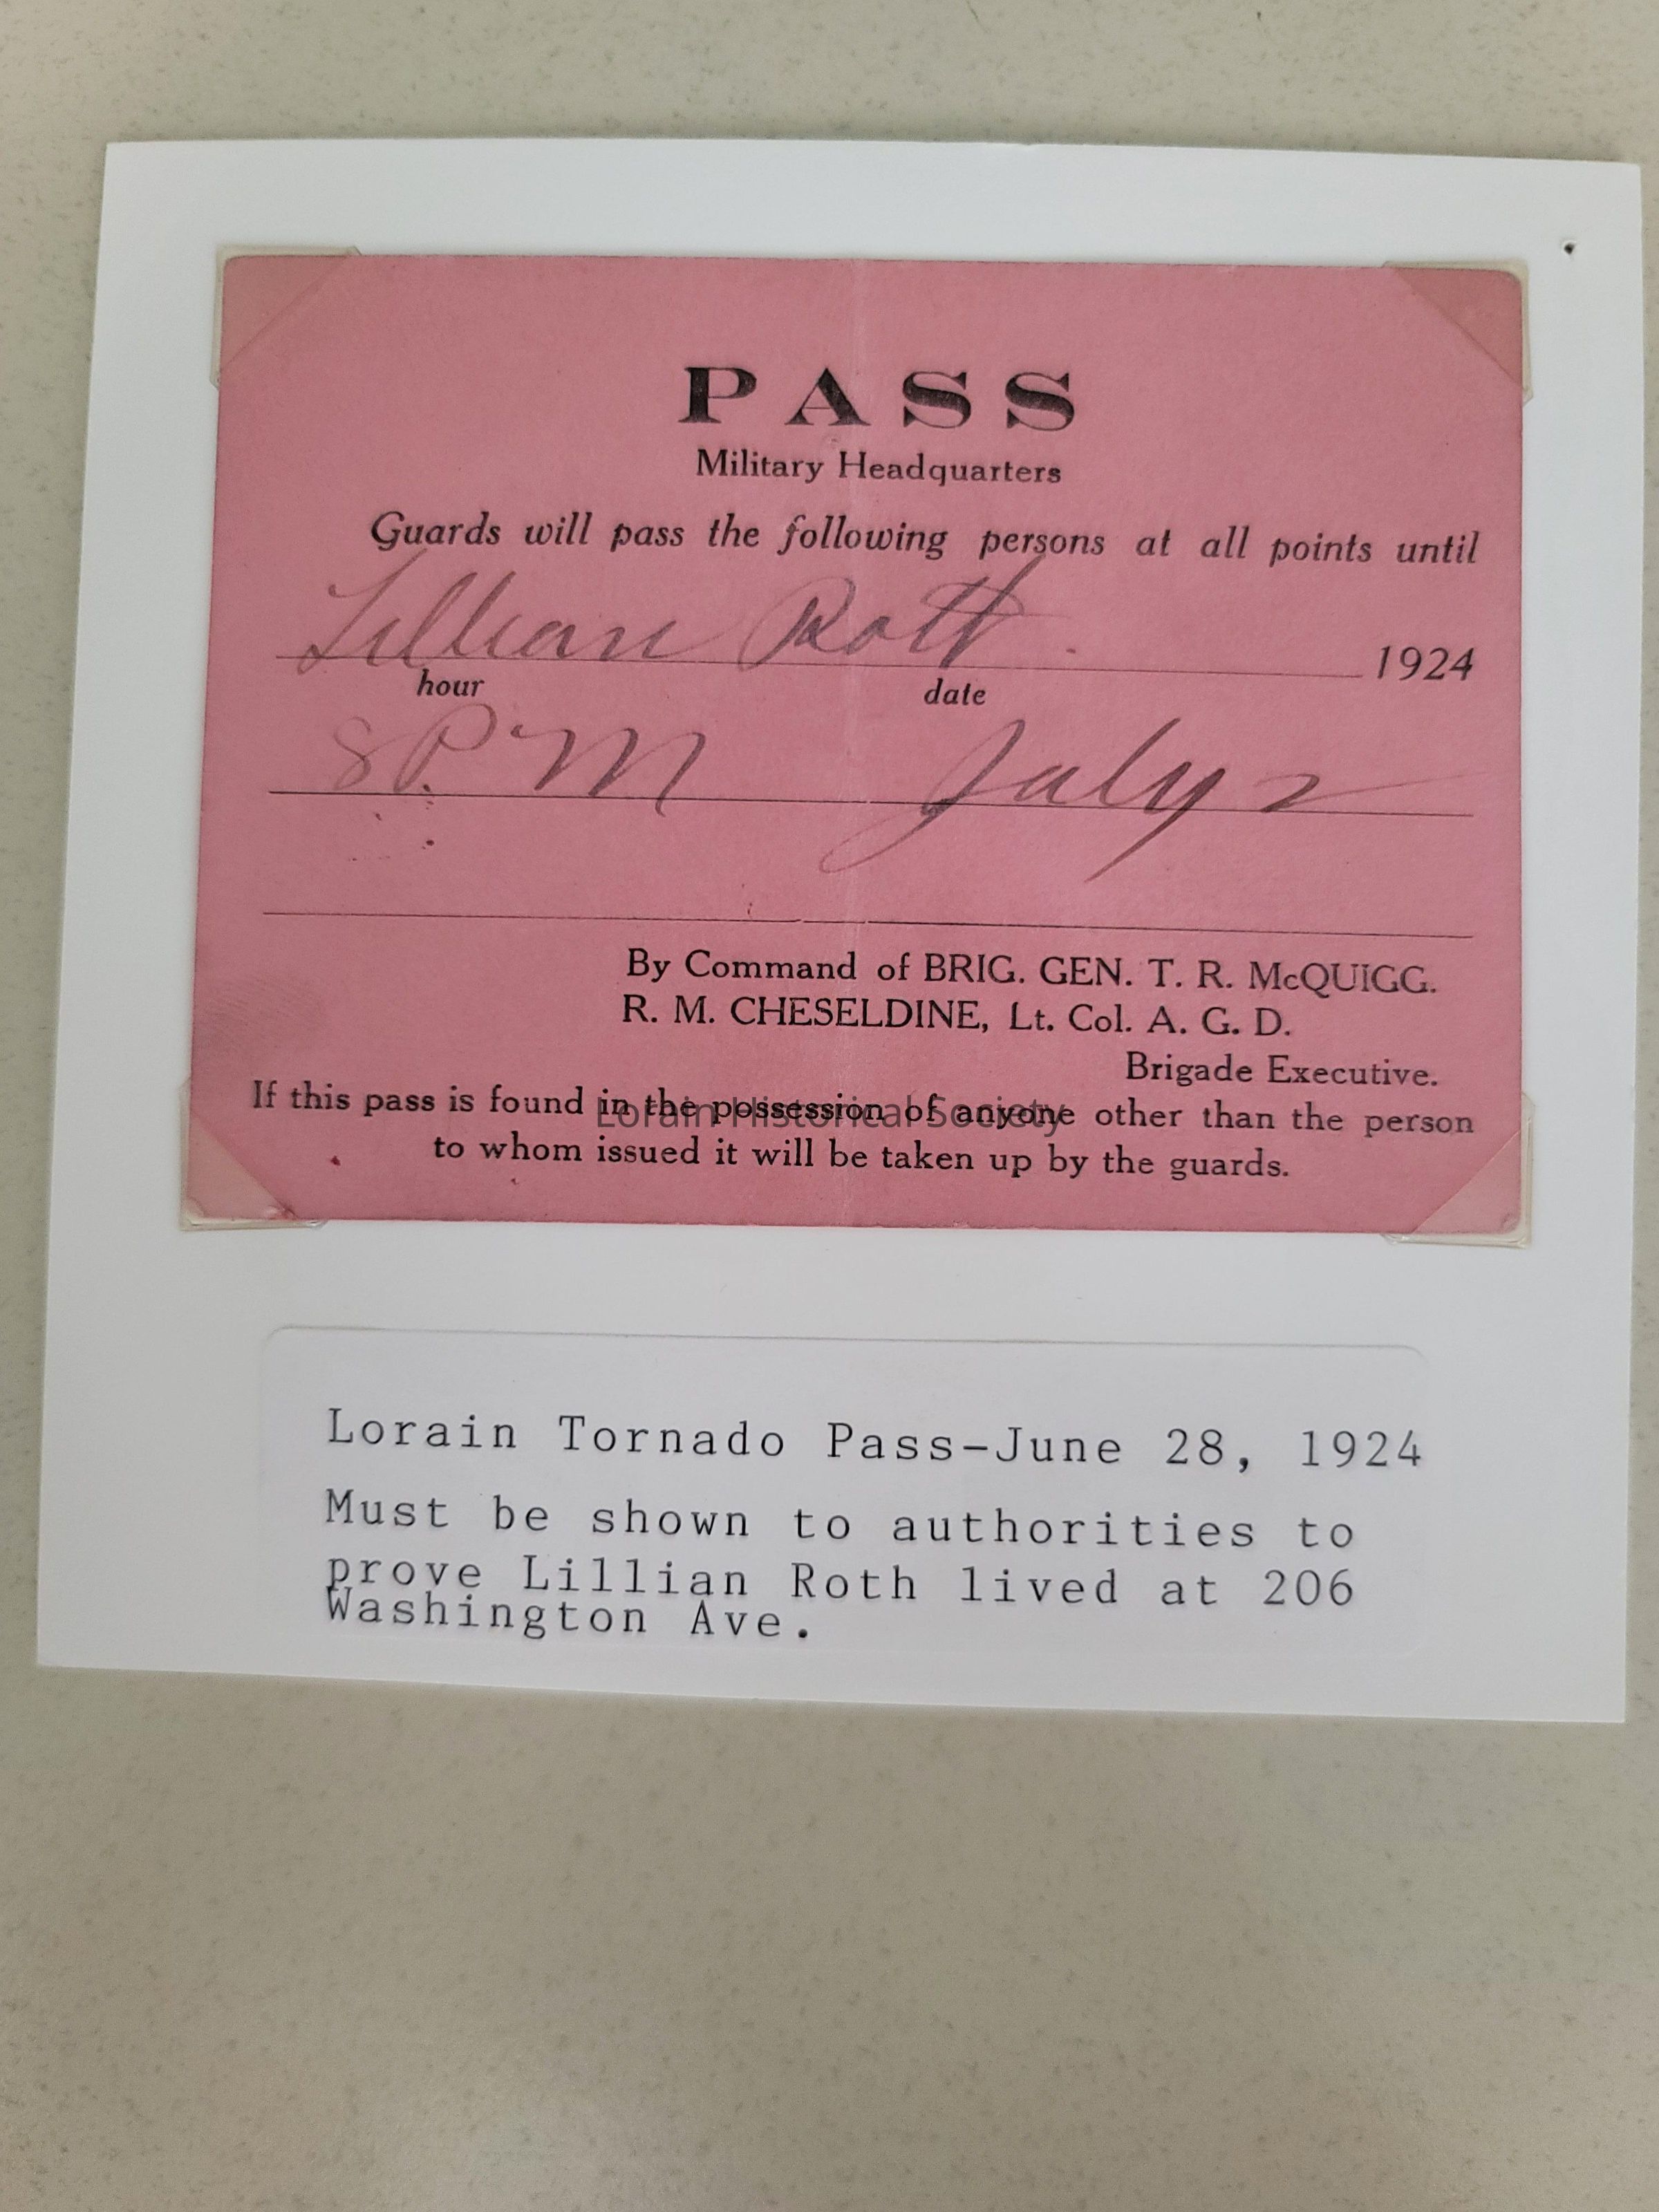 PASS
Military Headquarters
Guards will pass the following persons at all points until
Lillian Roth. 1924
hour date
8 P.M July 2
By Command of BRIG. GEN. T. R. McQUIGG.
R. M. CHESELDINE, Lt. Col. A. G. D.
Brigade Executive.
If this pass is found in the possession of anyone other than the person
Lorain Historical Society
to whom issued it will be taken up by the guards.
Lorain Tornado Pass-June 28, 1924
Must be shown to authorities to
prove Lillian Roth lived at 206
Washington Ave.